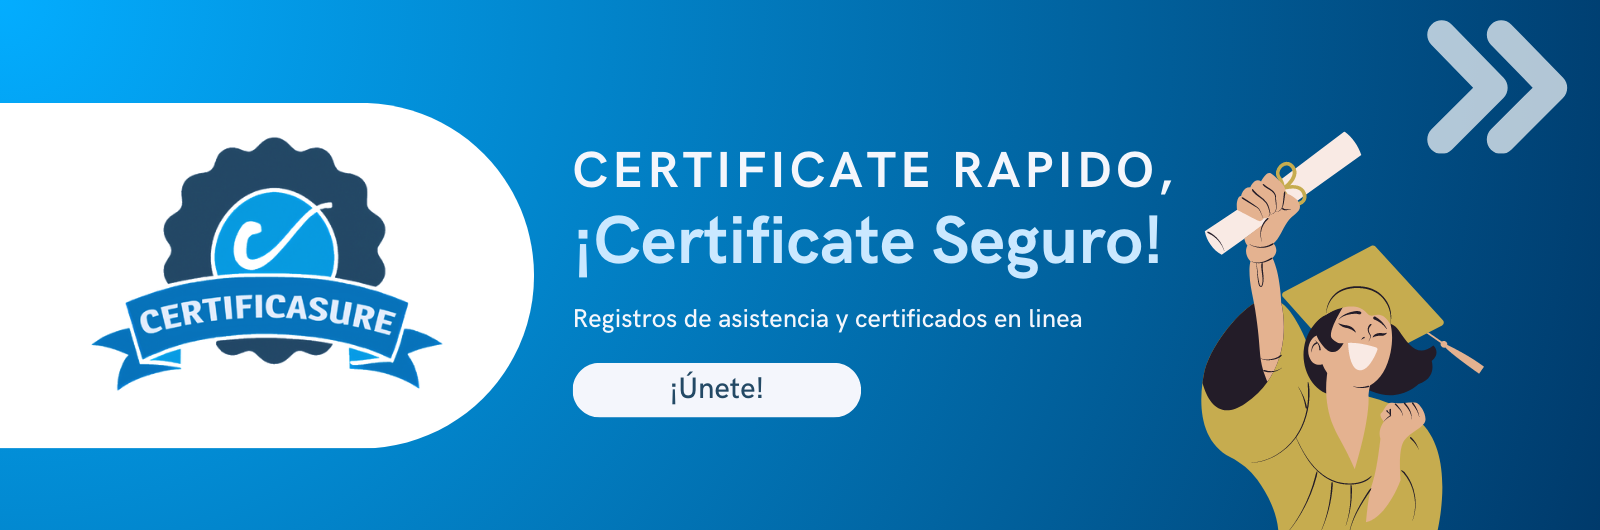 CERTIFICASURE
CERTIFICATE RAPIDO,
¡Certificate Seguro!
Registros de asistencia y certificados en linea
¡Únete!